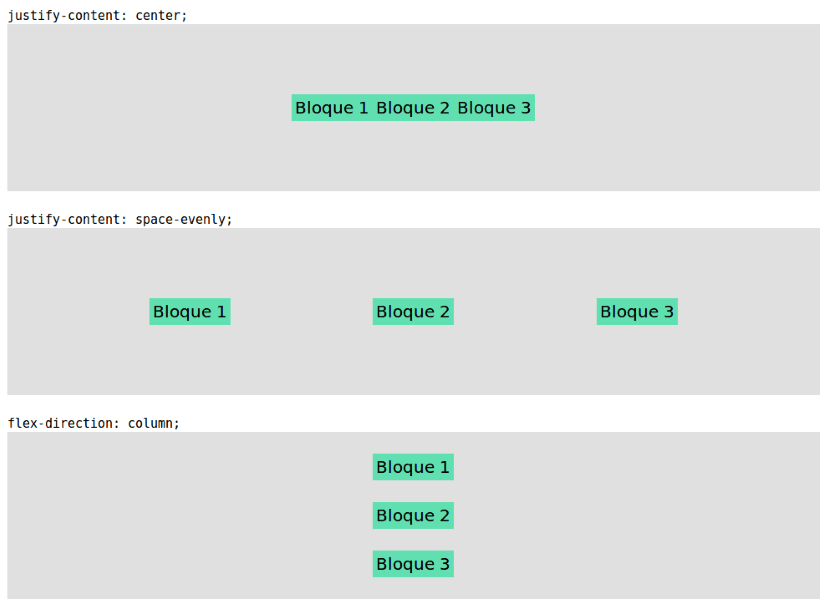 justify-content: center;
Bloque 1 Bloque 2 Bloque 3
justify-content: space-evenly;
Bloque 1 Bloque 2 Bloque 3
flex-direction: column;
Bloque 1
Bloque 2
Bloque 3